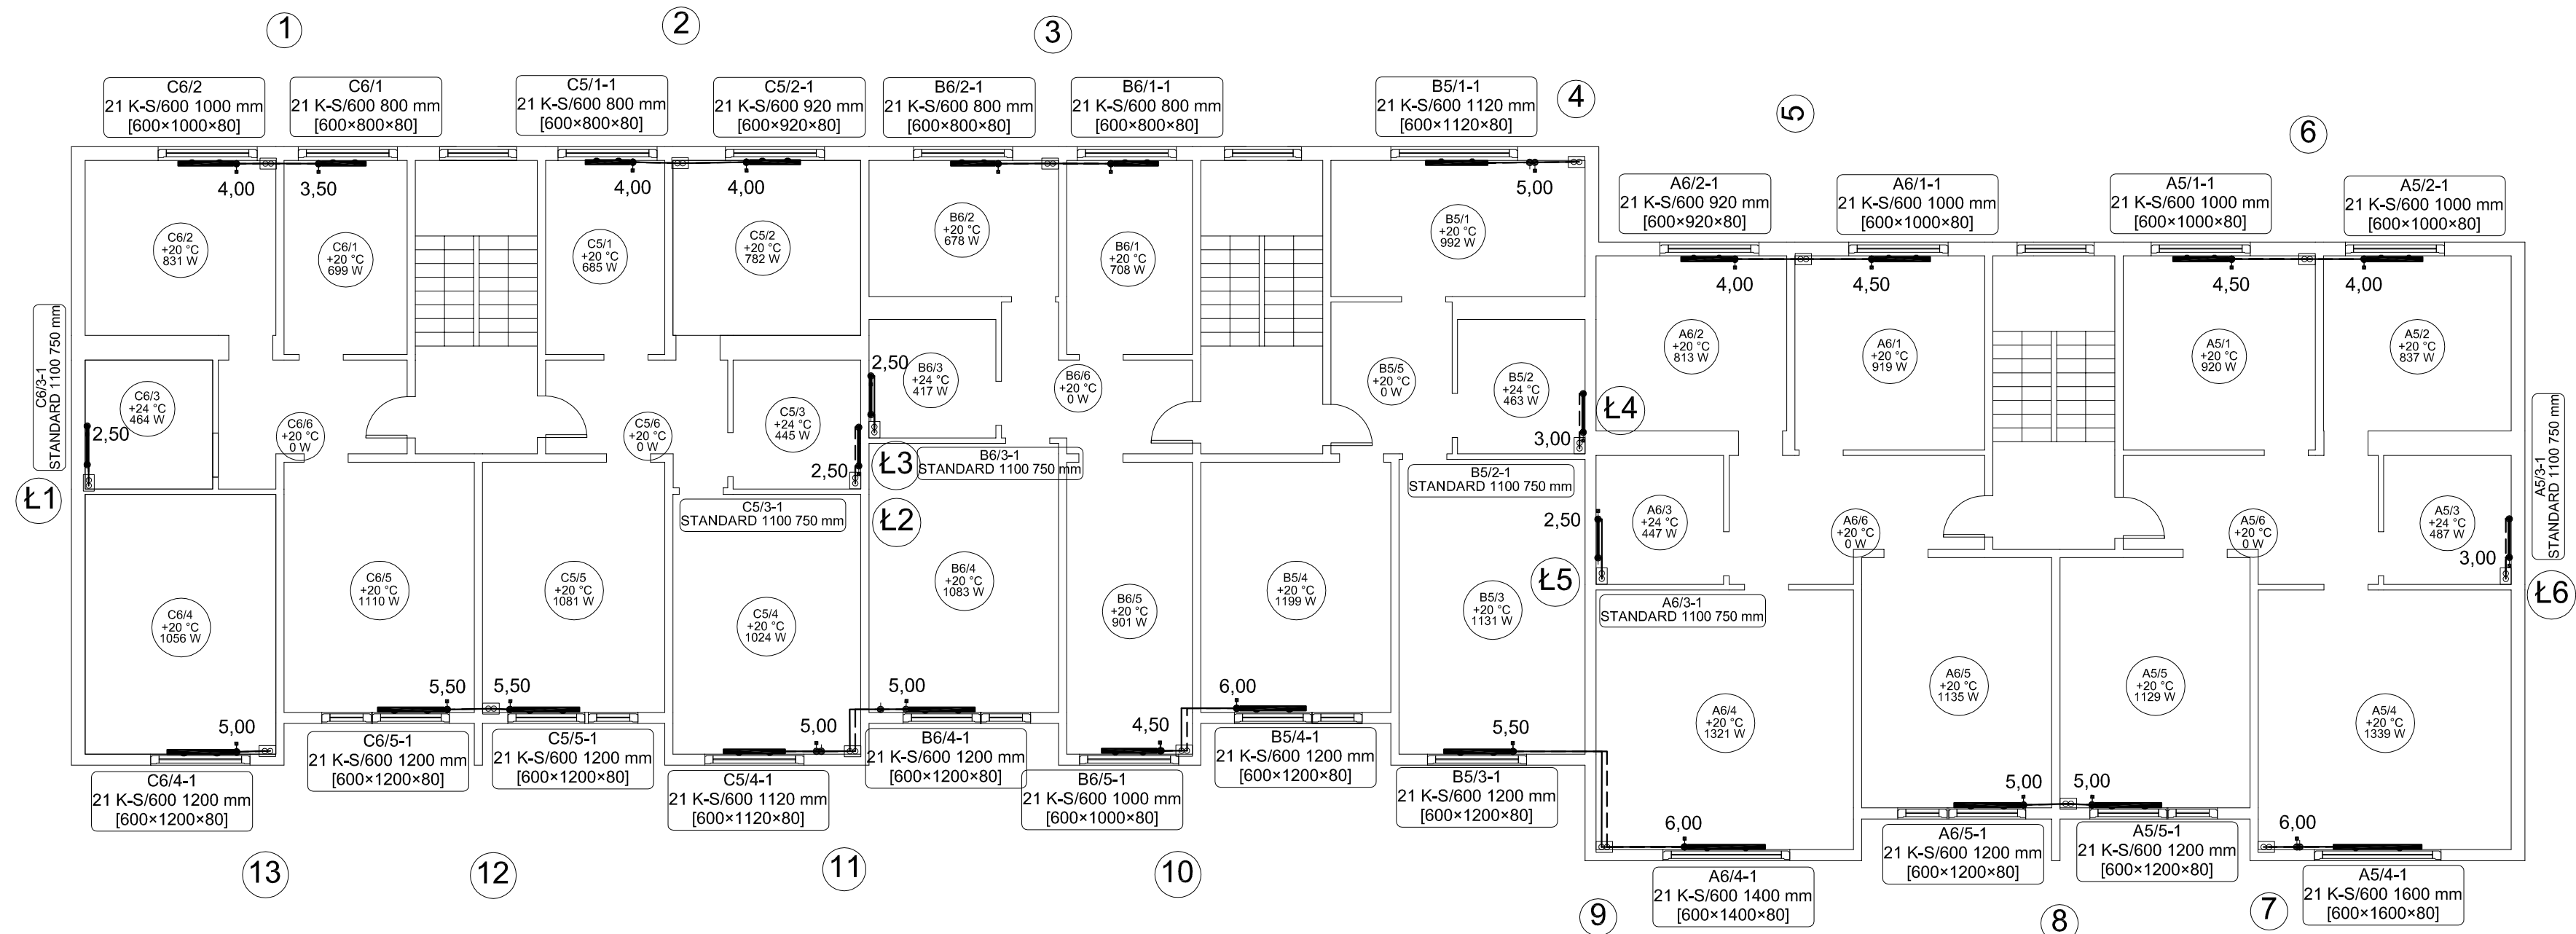 1
2
3
4
5
6
C6/2
21 K-S/600 1000 mm
[600×1000×80]
C6/1
21 K-S/600 800 mm
[600×800×80]
C5/1-1
21 K-S/600 800 mm
[600×800×80]
C5/2-1
21 K-S/600 920 mm
[600×920×80]
B6/2-1
21 K-S/600 800 mm
[600×800×80]
B6/1-1
21 K-S/600 800 mm
[600×800×80]
B5/1-1
21 K-S/600 1120 mm
[600×1120×80]
A6/2-1
21 K-S/600 920 mm
[600×920×80]
A6/1-1
21 K-S/600 1000 mm
[600×1000×80]
A5/1-1
21 K-S/600 1000 mm
[600×1000×80]
A5/2-1
21 K-S/600 1000 mm
[600×1000×80]
4,00
3,50
4,00
4,00
5,00
4,00
4,50
4,50
4,00
C6/2
+20 °C
831 W
C6/1
+20 °C
699 W
C5/1
+20 °C
685 W
C5/2
+20 °C
782 W
B6/2
+20 °C
678 W
B6/1
+20 °C
708 W
B5/1
+20 °C
992 W
A6/2
+20 °C
813 W
A6/1
+20 °C
919 W
A5/1
+20 °C
920 W
A5/2
+20 °C
837 W
C6/3-1
STANDARD 1100 750 mm
C6/3
+24 °C
464 W
2,50
Ł1
C6/6
+20 °C
0 W
C5/6
+20 °C
0 W
C5/3
+24 °C
445 W
2,50
C5/3-1
STANDARD 1100 750 mm
Ł2
2,50
B6/3
+24 °C
417 W
Ł3
B6/3-1
STANDARD 1100 750 mm
B6/6
+20 °C
0 W
B5/5
+20 °C
0 W
B5/2
+24 °C
463 W
3,00
Ł4
B5/2-1
STANDARD 1100 750 mm
2,50
Ł5
A6/3
+24 °C
447 W
A6/3-1
STANDARD 1100 750 mm
A6/6
+20 °C
0 W
A5/6
+20 °C
0 W
A5/3
+24 °C
487 W
3,00
A5/3-1
STANDARD 1100 750 mm
Ł6
C6/4
+20 °C
1056 W
C6/5
+20 °C
1110 W
C5/5
+20 °C
1081 W
C5/4
+20 °C
1024 W
B6/4
+20 °C
1083 W
B6/5
+20 °C
901 W
B5/4
+20 °C
1199 W
B5/3
+20 °C
1131 W
A6/4
+20 °C
1321 W
A6/5
+20 °C
1135 W
A5/5
+20 °C
1129 W
A5/4
+20 °C
1339 W
5,00
5,50
5,50
5,00
5,00
4,50
6,00
5,50
6,00
5,00
5,00
6,00
C6/4-1
21 K-S/600 1200 mm
[600×1200×80]
C6/5-1
21 K-S/600 1200 mm
[600×1200×80]
C5/5-1
21 K-S/600 1200 mm
[600×1200×80]
C5/4-1
21 K-S/600 1120 mm
[600×1120×80]
B6/4-1
21 K-S/600 1200 mm
[600×1200×80]
B6/5-1
21 K-S/600 1000 mm
[600×1000×80]
B5/4-1
21 K-S/600 1200 mm
[600×1200×80]
B5/3-1
21 K-S/600 1200 mm
[600×1200×80]
A6/4-1
21 K-S/600 1400 mm
[600×1400×80]
A6/5-1
21 K-S/600 1200 mm
[600×1200×80]
A5/5-1
21 K-S/600 1200 mm
[600×1200×80]
A5/4-1
21 K-S/600 1600 mm
[600×1600×80]
13
12
11
10
9
8
7